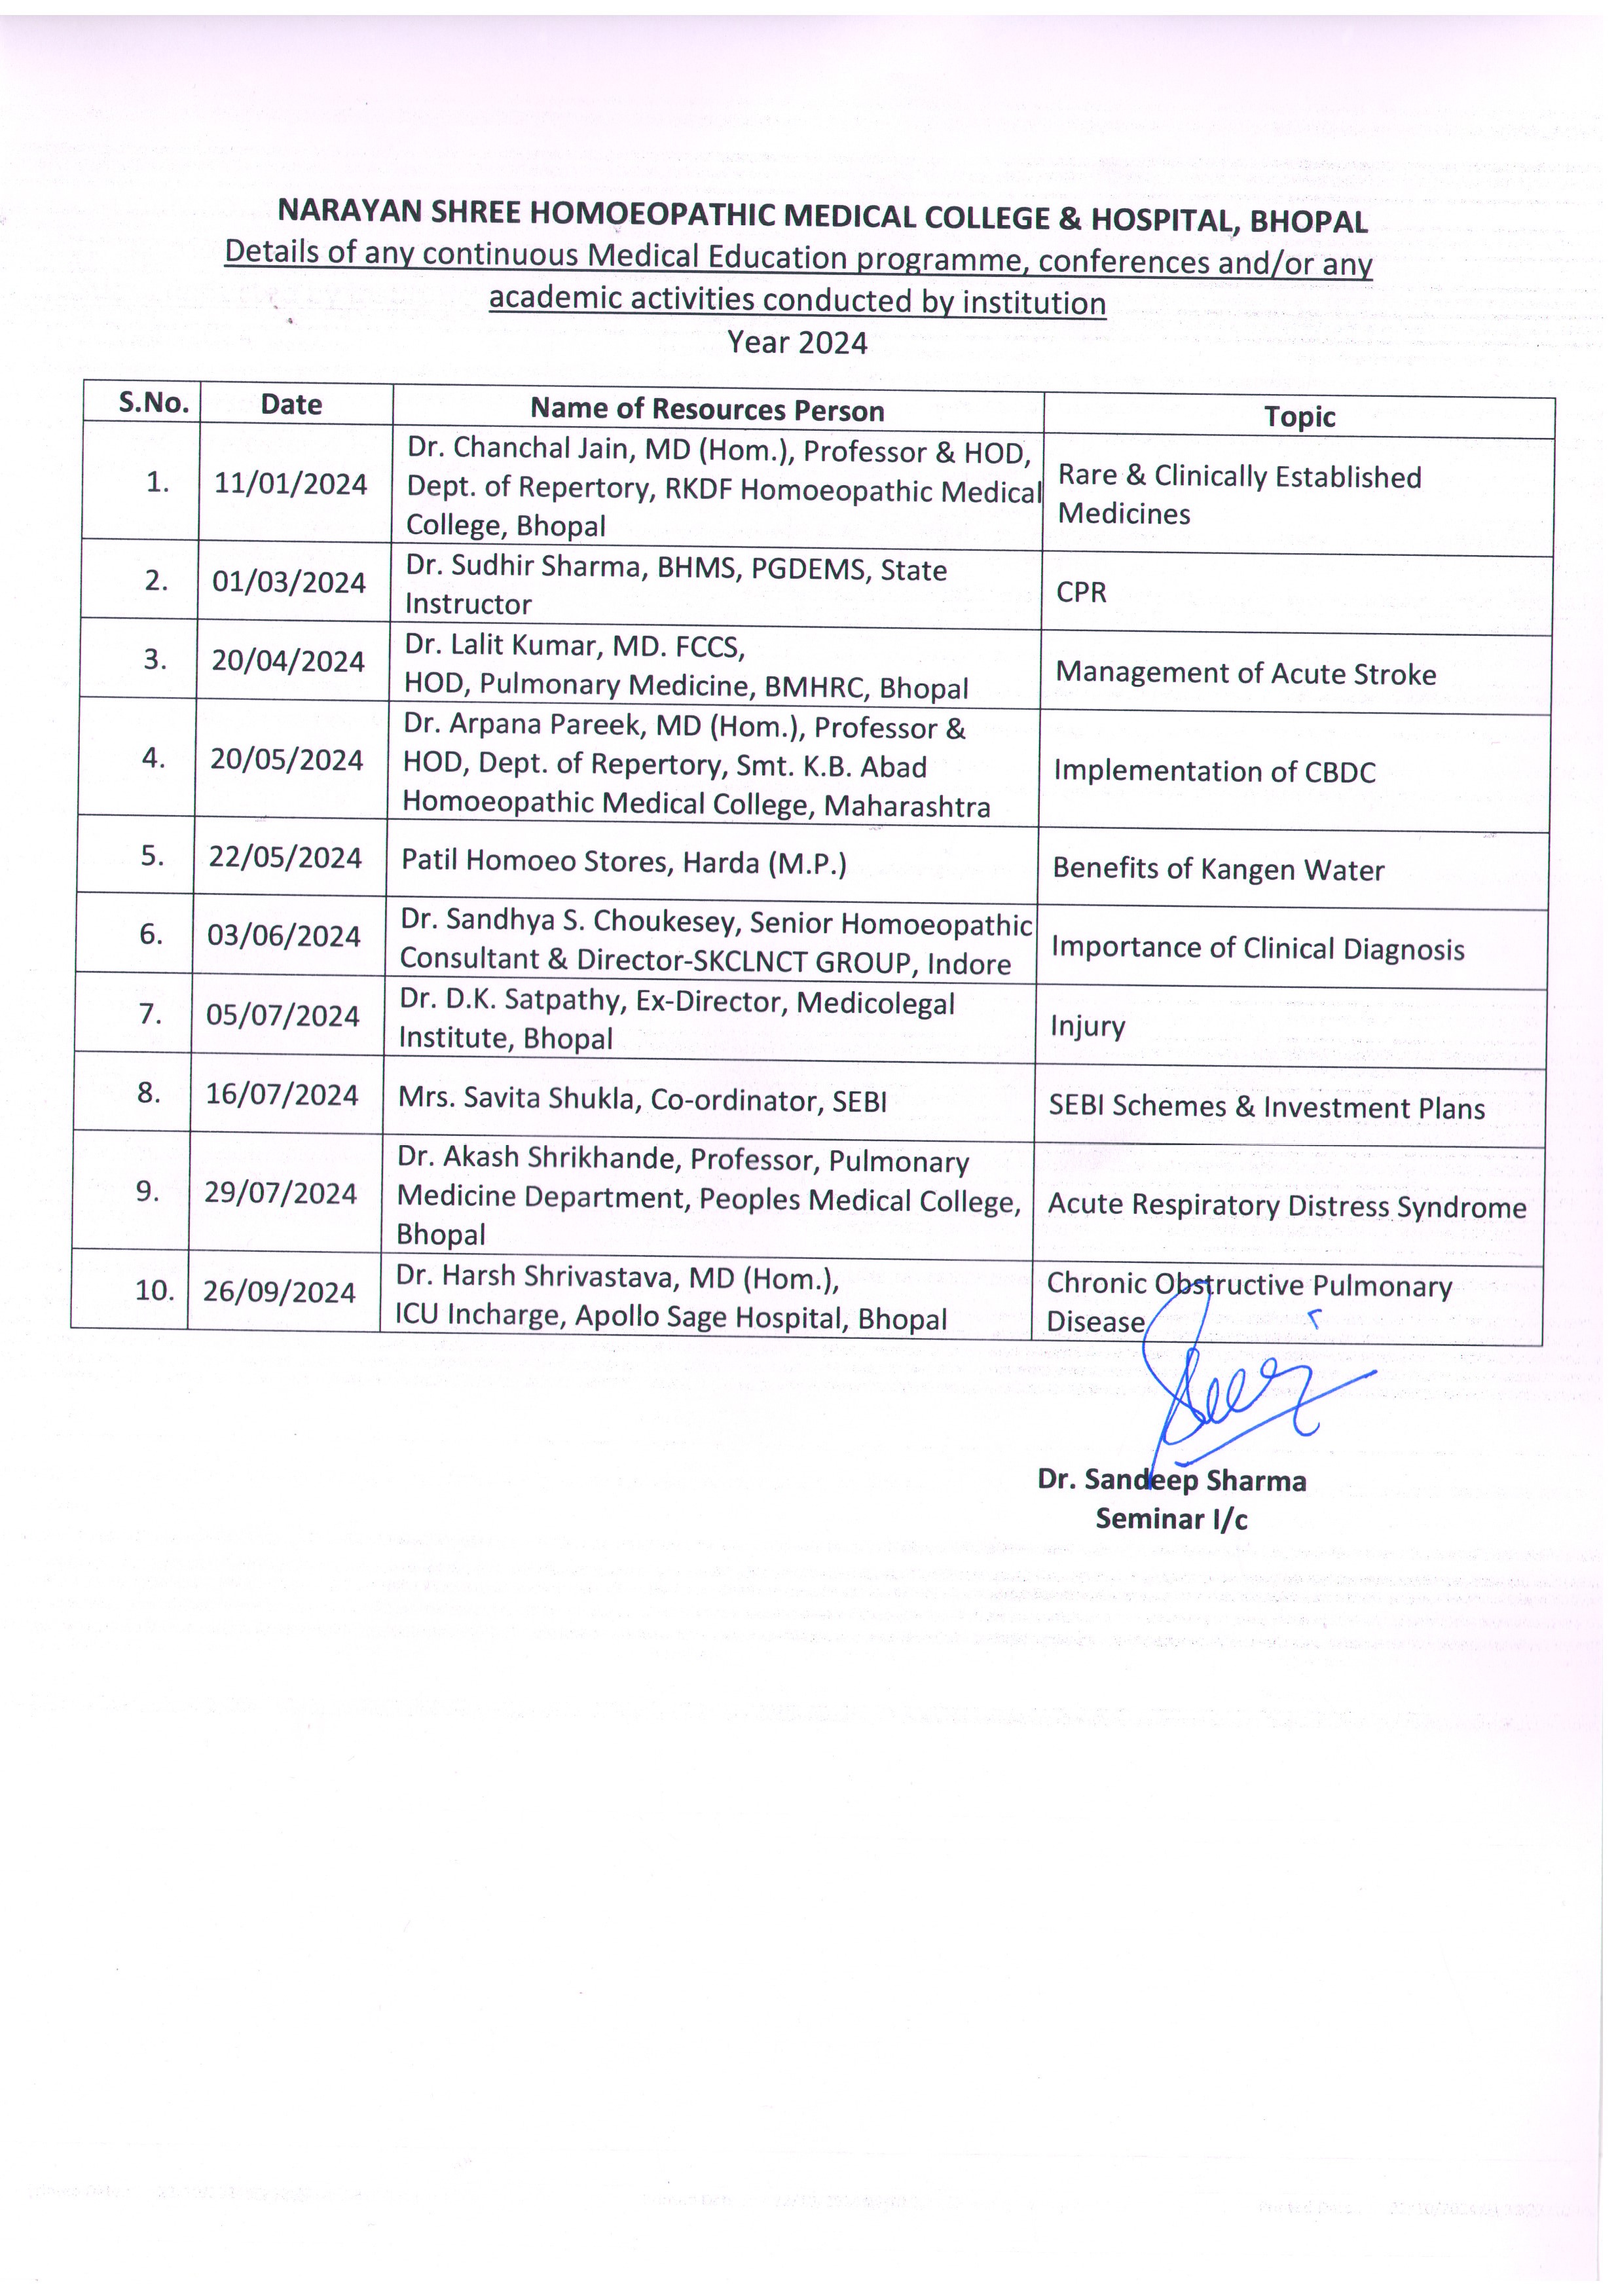 NARAYAN SHREE HOMOEOPATHIC MEDICAL COLLEGE & HOSPITAL, BHOPAL
Details of any continuous Medical Education programme, conferences and/or any
academic activities conducted by institution
Year 2024
S.No. Date Name of Resources Person Topic
1. 11/01/2024 Dr. Chanchal Jain, MD (Hom.), Professor & HOD,
Dept. of Repertory, RKDF Homoeopathic Medical
College, Bhopal
Rare & Clinically Established
Medicines
2. 01/03/2024 Dr. Sudhir Sharma, BHMS, PGDEMS, State
Instructor
CPR
3. 20/04/2024 Dr. Lalit Kumar, MD. FCCS,
HOD, Pulmonary Medicine, BMHRC, Bhopal
Management of Acute Stroke
4. 20/05/2024 Dr. Arpana Pareek, MD (Hom.), Professor &
HOD, Dept. of Repertory, Smt. K.B. Abad
Homoeopathic Medical College, Maharashtra
Implementation of CBDC
5. 22/05/2024 Patil Homoeo Stores, Harda (M.P.) Benefits of Kangen Water
6. 03/06/2024 Dr. Sandhya S. Choukesey, Senior Homoeopathic
Consultant & Director-SKCLNCT GROUP, Indore
Importance of Clinical Diagnosis
7. 05/07/2024 Dr. D.K. Satpathy, Ex-Director, Medicolegal
Institute, Bhopal
Injury
8. 16/07/2024 Mrs. Savita Shukla, Co-ordinator, SEBI SEBI Schemes & Investment Plans
9. 29/07/2024 Dr. Akash Shrikhande, Professor, Pulmonary
Medicine Department, Peoples Medical College,
Bhopal
Acute Respiratory Distress Syndrome
10. 26/09/2024 Dr. Harsh Shrivastava, MD (Hom.),
ICU Incharge, Apollo Sage Hospital, Bhopal
Chronic Obstructive Pulmonary
Disease
Dr. Sandeep Sharma
Seminar I/c